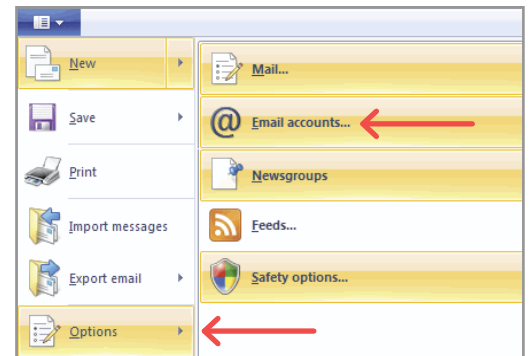 New
Save
Print
Import messages
Export email
Options
Mail...
Email accounts...
Newsgroups
Feeds...
Safety options...